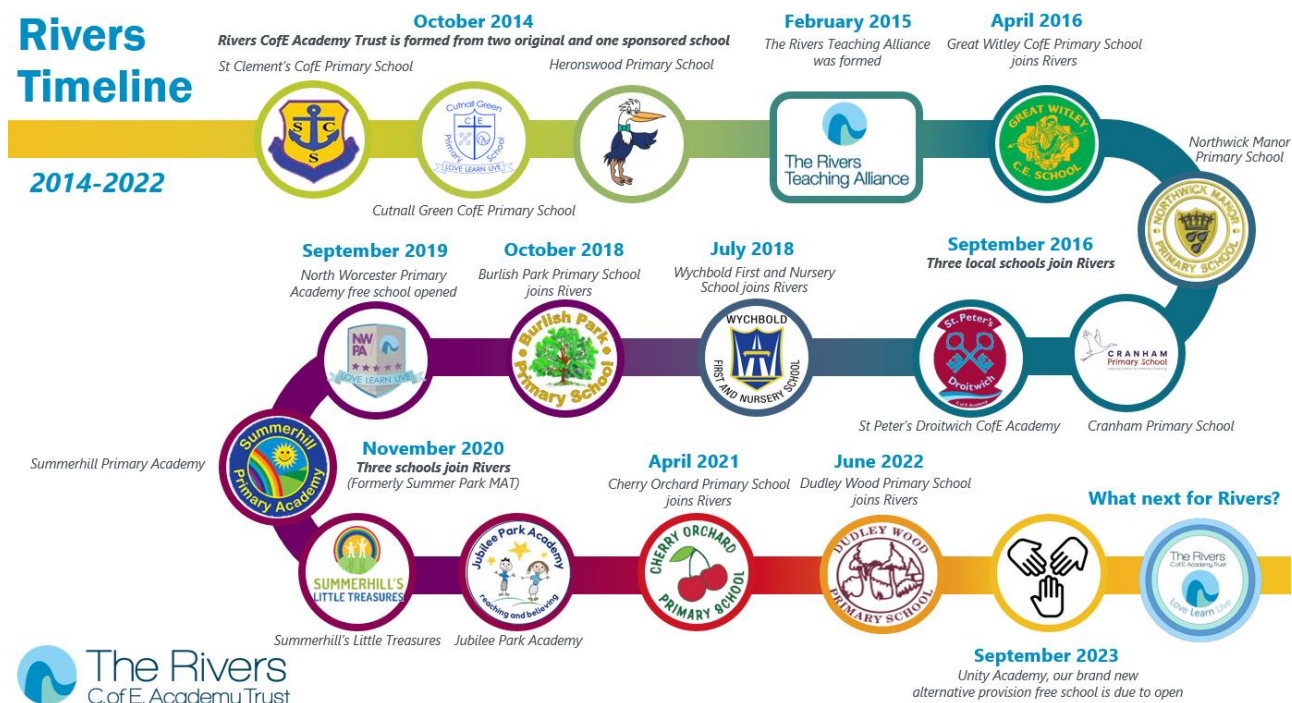 Rivers
Timeline
2014-2022
October 2014
Rivers CofE Academy Trust is formed from two original and one sponsored school
St Clement's CofE Primary School
S C
S
Cutnall Green
C E
Primary School
LOVE LEARN LIVE
Cutnall Green CofE Primary School
Heronswood Primary School
February 2015
The Rivers Teaching Alliance
was formed
The Rivers
Teaching Alliance
April 2016
Great Witley CofE Primary School
joins Rivers
GREAT WITLEY
C.E. SCHOOL
Northwick Manor
Primary School
NORTHWICK MANOR
PRIMARY SCHOOL
September 2016
Three local schools join Rivers
CRANHAM
Primary School
Cranham Primary School
St. Peter's
Droitwich
CofE Academy
St Peter's Droitwich CofE Academy
July 2018
Wychbold First and Nursery
School joins Rivers
WYCHBOLD
FIRST AND NURSERY SCHOOL
October 2018
Burlish Park Primary School
joins Rivers
Burlish Park
Primary School
September 2019
North Worcester Primary
Academy free school opened
NW
PA
LOVE LEARN LIVE
Summerhill Primary Academy
Summerhill
Primary Academy
November 2020
Three schools join Rivers
(Formerly Summer Park MAT)
SUMMERHILL'S
LITTLE TREASURES
Summerhill's Little Treasures
Jubilee Park Academy
reaching and believing
Jubilee Park Academy
April 2021
Cherry Orchard Primary School
joins Rivers
CHERRY ORCHARD
PRIMARY SCHOOL
June 2022
Dudley Wood Primary School
joins Rivers
DUDLEY WOOD
PRIMARY SCHOOL
September 2023
Unity Academy, our brand new
alternative provision free school is due to open
What next for Rivers?
The Rivers
C.of E. Academy Trust
Love Learn Live
The Rivers
C.of E. Academy Trust